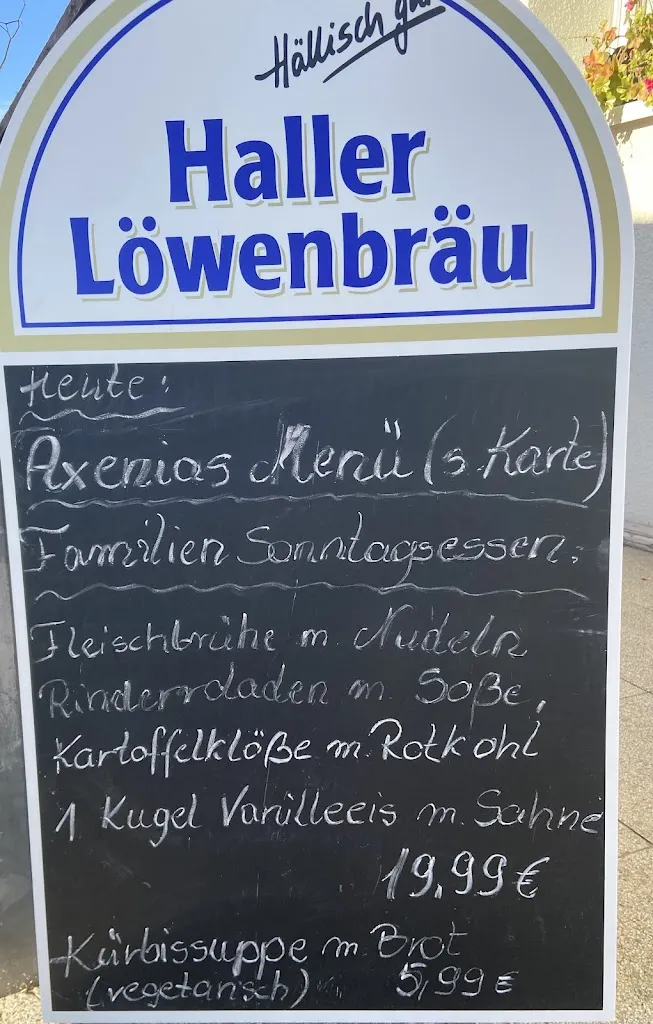 Hällisch gut
Haller
Löwenbräu
Heute:
Axenias Menü (s. Karte)
Familien Sonntagsessen:
Fleischbrühe m. Nudeln
Rinderroladen m. Soße,
Kartoffelklöße m. Rotkohl
1 Kugel Vanilleeis m. Sahne
19,99 €
Kürbissuppe m. Brot
(vegetarisch) 5,99 €